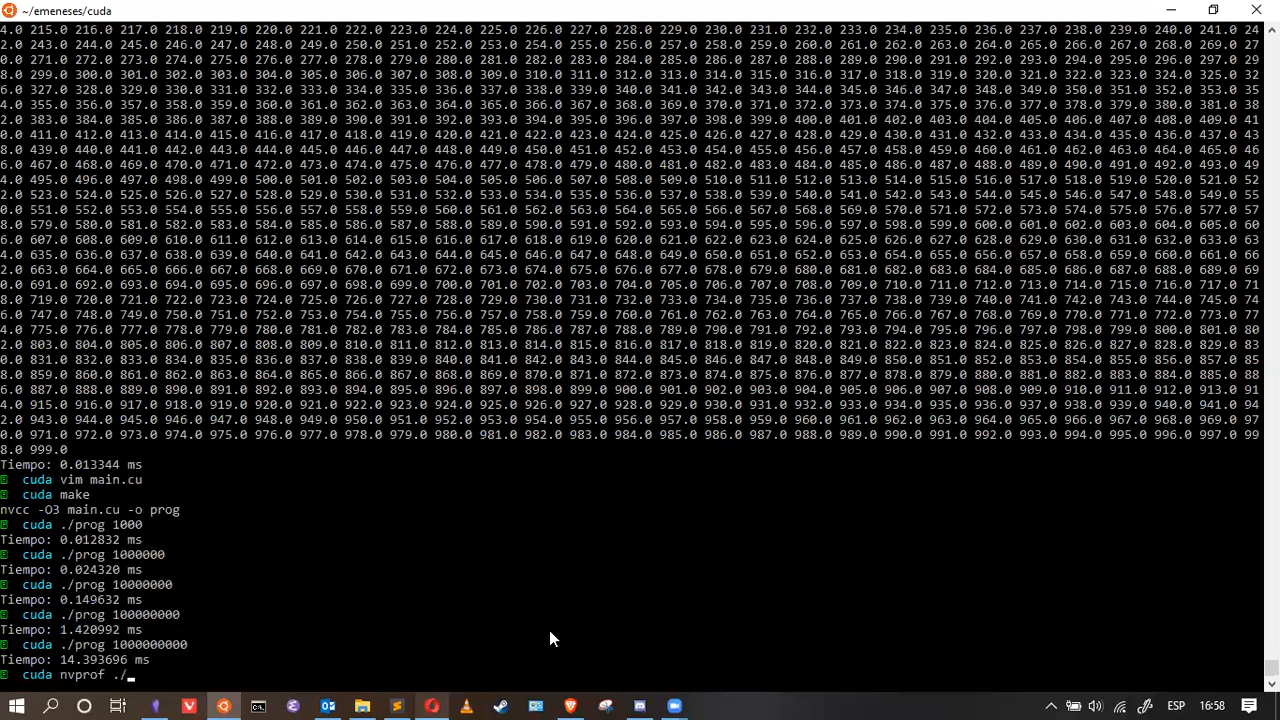 ~/emeneses/cuda
4.0 215.0 216.0 217.0 218.0 219.0 220.0 221.0 222.0 223.0 224.0 225.0 226.0 227.0 228.0 229.0 230.0 231.0 232.0 233.0 234.0 235.0 236.0 237.0 238.0 239.0 240.0 241.0 24
2.0 243.0 244.0 245.0 246.0 247.0 248.0 249.0 250.0 251.0 252.0 253.0 254.0 255.0 256.0 257.0 258.0 259.0 260.0 261.0 262.0 263.0 264.0 265.0 266.0 267.0 268.0 269.0 27
0.0 271.0 272.0 273.0 274.0 275.0 276.0 277.0 278.0 279.0 280.0 281.0 282.0 283.0 284.0 285.0 286.0 287.0 288.0 289.0 290.0 291.0 292.0 293.0 294.0 295.0 296.0 297.0 29
8.0 299.0 300.0 301.0 302.0 303.0 304.0 305.0 306.0 307.0 308.0 309.0 310.0 311.0 312.0 313.0 314.0 315.0 316.0 317.0 318.0 319.0 320.0 321.0 322.0 323.0 324.0 325.0 32
6.0 327.0 328.0 329.0 330.0 331.0 332.0 333.0 334.0 335.0 336.0 337.0 338.0 339.0 340.0 341.0 342.0 343.0 344.0 345.0 346.0 347.0 348.0 349.0 350.0 351.0 352.0 353.0 35
4.0 355.0 356.0 357.0 358.0 359.0 360.0 361.0 362.0 363.0 364.0 365.0 366.0 367.0 368.0 369.0 370.0 371.0 372.0 373.0 374.0 375.0 376.0 377.0 378.0 379.0 380.0 381.0 38
2.0 383.0 384.0 385.0 386.0 387.0 388.0 389.0 390.0 391.0 392.0 393.0 394.0 395.0 396.0 397.0 398.0 399.0 400.0 401.0 402.0 403.0 404.0 405.0 406.0 407.0 408.0 409.0 41
0.0 411.0 412.0 413.0 414.0 415.0 416.0 417.0 418.0 419.0 420.0 421.0 422.0 423.0 424.0 425.0 426.0 427.0 428.0 429.0 430.0 431.0 432.0 433.0 434.0 435.0 436.0 437.0 43
8.0 439.0 440.0 441.0 442.0 443.0 444.0 445.0 446.0 447.0 448.0 449.0 450.0 451.0 452.0 453.0 454.0 455.0 456.0 457.0 458.0 459.0 460.0 461.0 462.0 463.0 464.0 465.0 46
6.0 467.0 468.0 469.0 470.0 471.0 472.0 473.0 474.0 475.0 476.0 477.0 478.0 479.0 480.0 481.0 482.0 483.0 484.0 485.0 486.0 487.0 488.0 489.0 490.0 491.0 492.0 493.0 49
4.0 495.0 496.0 497.0 498.0 499.0 500.0 501.0 502.0 503.0 504.0 505.0 506.0 507.0 508.0 509.0 510.0 511.0 512.0 513.0 514.0 515.0 516.0 517.0 518.0 519.0 520.0 521.0 52
2.0 523.0 524.0 525.0 526.0 527.0 528.0 529.0 530.0 531.0 532.0 533.0 534.0 535.0 536.0 537.0 538.0 539.0 540.0 541.0 542.0 543.0 544.0 545.0 546.0 547.0 548.0 549.0 55
0.0 551.0 552.0 553.0 554.0 555.0 556.0 557.0 558.0 559.0 560.0 561.0 562.0 563.0 564.0 565.0 566.0 567.0 568.0 569.0 570.0 571.0 572.0 573.0 574.0 575.0 576.0 577.0 57
8.0 579.0 580.0 581.0 582.0 583.0 584.0 585.0 586.0 587.0 588.0 589.0 590.0 591.0 592.0 593.0 594.0 595.0 596.0 597.0 598.0 599.0 600.0 601.0 602.0 603.0 604.0 605.0 60
6.0 607.0 608.0 609.0 610.0 611.0 612.0 613.0 614.0 615.0 616.0 617.0 618.0 619.0 620.0 621.0 622.0 623.0 624.0 625.0 626.0 627.0 628.0 629.0 630.0 631.0 632.0 633.0 63
4.0 635.0 636.0 637.0 638.0 639.0 640.0 641.0 642.0 643.0 644.0 645.0 646.0 647.0 648.0 649.0 650.0 651.0 652.0 653.0 654.0 655.0 656.0 657.0 658.0 659.0 660.0 661.0 66
2.0 663.0 664.0 665.0 666.0 667.0 668.0 669.0 670.0 671.0 672.0 673.0 674.0 675.0 676.0 677.0 678.0 679.0 680.0 681.0 682.0 683.0 684.0 685.0 686.0 687.0 688.0 689.0 69
0.0 691.0 692.0 693.0 694.0 695.0 696.0 697.0 698.0 699.0 700.0 701.0 702.0 703.0 704.0 705.0 706.0 707.0 708.0 709.0 710.0 711.0 712.0 713.0 714.0 715.0 716.0 717.0 71
8.0 719.0 720.0 721.0 722.0 723.0 724.0 725.0 726.0 727.0 728.0 729.0 730.0 731.0 732.0 733.0 734.0 735.0 736.0 737.0 738.0 739.0 740.0 741.0 742.0 743.0 744.0 745.0 74
6.0 747.0 748.0 749.0 750.0 751.0 752.0 753.0 754.0 755.0 756.0 757.0 758.0 759.0 760.0 761.0 762.0 763.0 764.0 765.0 766.0 767.0 768.0 769.0 770.0 771.0 772.0 773.0 77
4.0 775.0 776.0 777.0 778.0 779.0 780.0 781.0 782.0 783.0 784.0 785.0 786.0 787.0 788.0 789.0 790.0 791.0 792.0 793.0 794.0 795.0 796.0 797.0 798.0 799.0 800.0 801.0 80
2.0 803.0 804.0 805.0 806.0 807.0 808.0 809.0 810.0 811.0 812.0 813.0 814.0 815.0 816.0 817.0 818.0 819.0 820.0 821.0 822.0 823.0 824.0 825.0 826.0 827.0 828.0 829.0 83
0.0 831.0 832.0 833.0 834.0 835.0 836.0 837.0 838.0 839.0 840.0 841.0 842.0 843.0 844.0 845.0 846.0 847.0 848.0 849.0 850.0 851.0 852.0 853.0 854.0 855.0 856.0 857.0 85
8.0 859.0 860.0 861.0 862.0 863.0 864.0 865.0 866.0 867.0 868.0 869.0 870.0 871.0 872.0 873.0 874.0 875.0 876.0 877.0 878.0 879.0 880.0 881.0 882.0 883.0 884.0 885.0 88
6.0 887.0 888.0 889.0 890.0 891.0 892.0 893.0 894.0 895.0 896.0 897.0 898.0 899.0 900.0 901.0 902.0 903.0 904.0 905.0 906.0 907.0 908.0 909.0 910.0 911.0 912.0 913.0 91
4.0 915.0 916.0 917.0 918.0 919.0 920.0 921.0 922.0 923.0 924.0 925.0 926.0 927.0 928.0 929.0 930.0 931.0 932.0 933.0 934.0 935.0 936.0 937.0 938.0 939.0 940.0 941.0 94
2.0 943.0 944.0 945.0 946.0 947.0 948.0 949.0 950.0 951.0 952.0 953.0 954.0 955.0 956.0 957.0 958.0 959.0 960.0 961.0 962.0 963.0 964.0 965.0 966.0 967.0 968.0 969.0 97
0.0 971.0 972.0 973.0 974.0 975.0 976.0 977.0 978.0 979.0 980.0 981.0 982.0 983.0 984.0 985.0 986.0 987.0 988.0 989.0 990.0 991.0 992.0 993.0 994.0 995.0 996.0 997.0 99
8.0 999.0
Tiempo: 0.013344 ms
cuda vim main.cu
cuda make
nvcc -O3 main.cu -o prog
cuda ./prog 1000
Tiempo: 0.012832 ms
cuda ./prog 1000000
Tiempo: 0.024320 ms
cuda ./prog 10000000
Tiempo: 0.149632 ms
cuda ./prog 100000000
Tiempo: 1.420992 ms
cuda ./prog 1000000000
Tiempo: 14.393696 ms
cuda nvprof ./
ESP 16:58